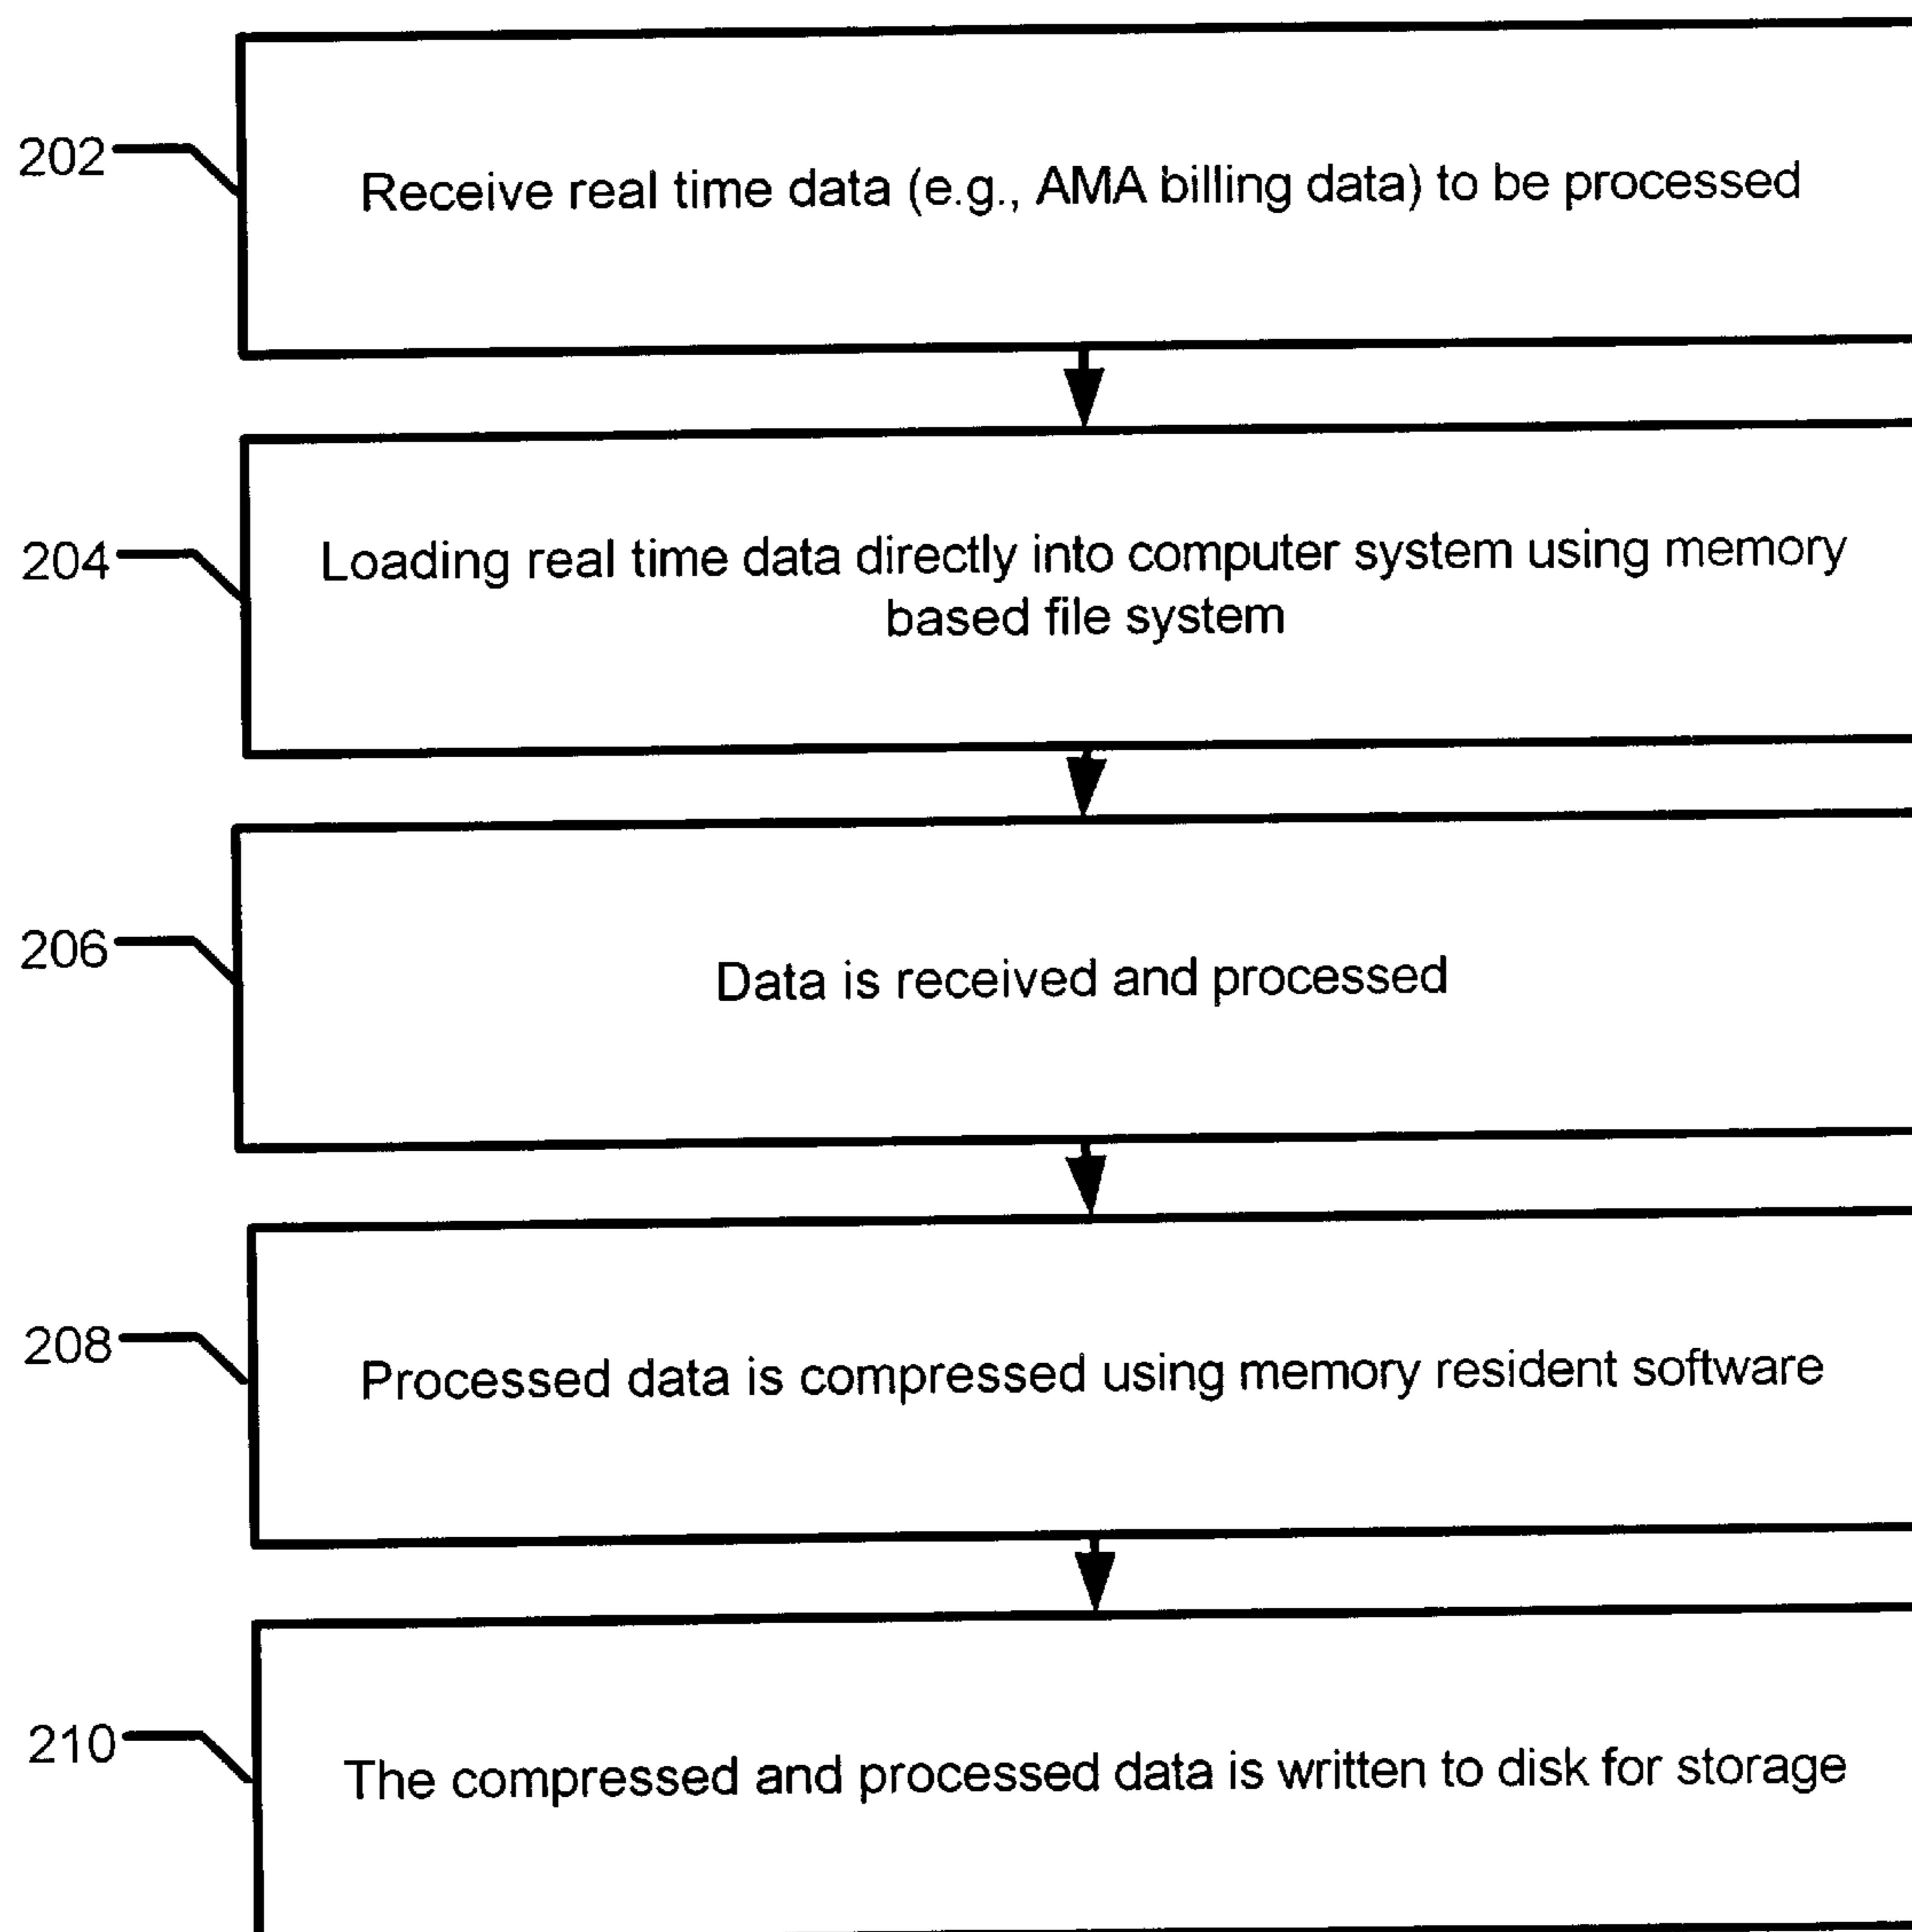 202
Receive real time data (e.g., AMA billing data) to be processed
204
Loading real time data directly into computer system using memory
based file system
206
Data is received and processed
208
Processed data is compressed using memory resident software
210
The compressed and processed data is written to disk for storage